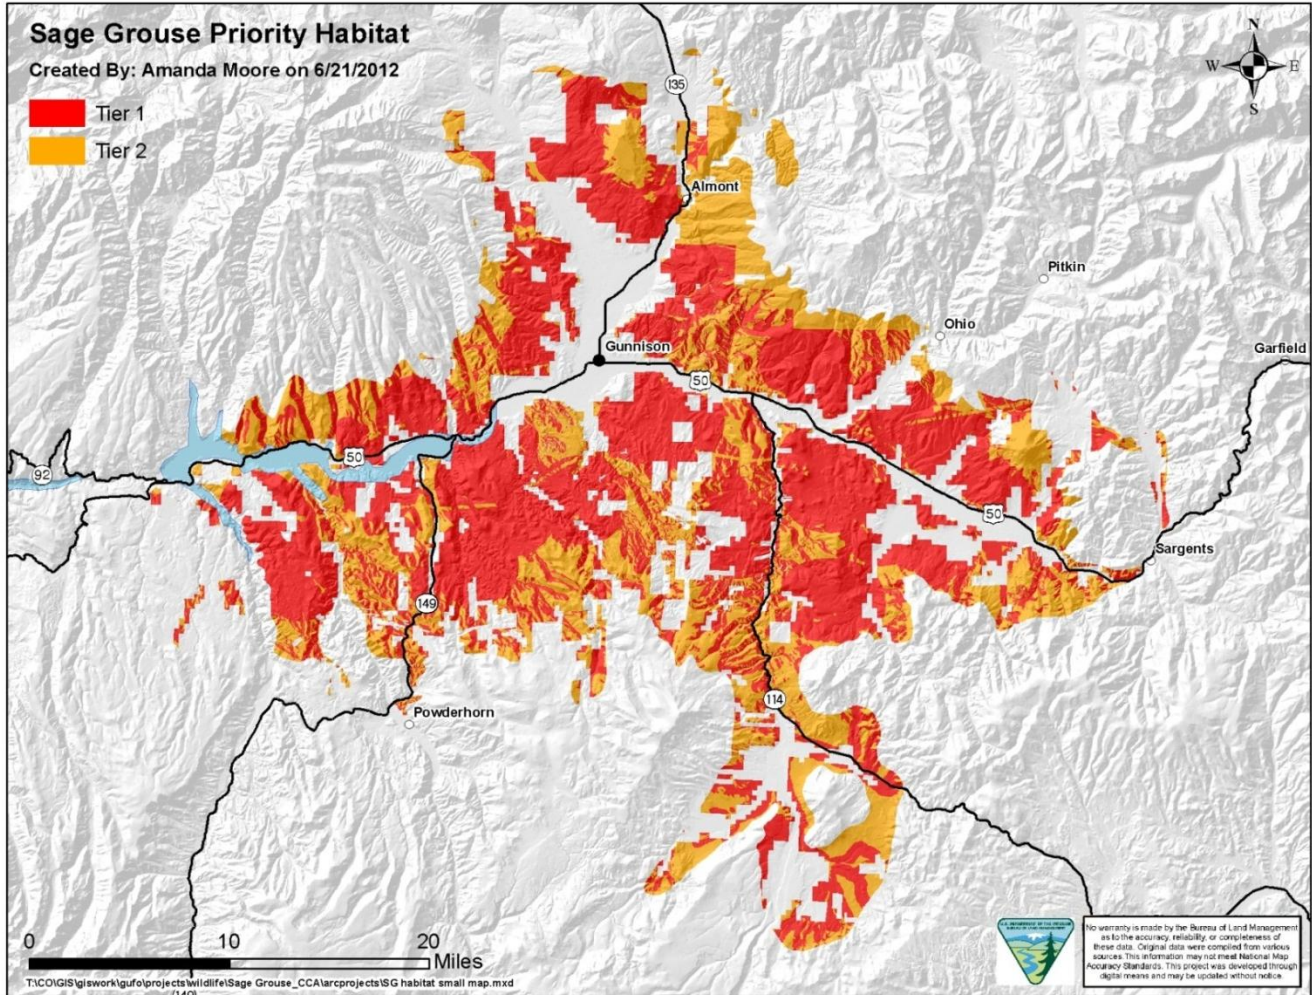 Sage Grouse Priority Habitat
Created By: Amanda Moore on 6/21/2012
Tier 1
Tier 2
N
W E
S
135
Almont
Pitkin
Ohio
Garfield
Gunnison
50
50
92
50
Sargents
149
114
Powderhorn
0 10 20
Miles
T:\CO\GIS\giswork\gufo\projects\wildlife\Sage Grouse_CCA\arcprojects\SG habitat small map.mxd
No warranty is made by the Bureau of Land Management
as to the accuracy, reliability, or completeness of
these data. Original data were compiled from various
sources. This information may not meet National Map
Accuracy Standards. This project was developed through
digital means and may be updated without notice.